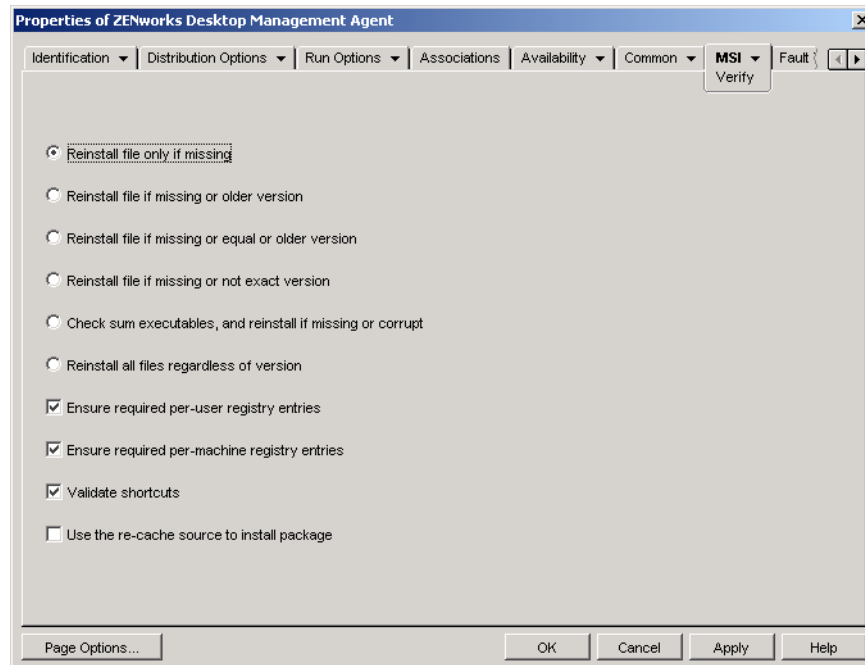 Properties of ZENworks Desktop Management Agent
Identification Distribution Options Run Options Associations Availability Common MSI Fault
Verify
Reinstall file only if missing
Reinstall file if missing or older version
Reinstall file if missing or equal or older version
Reinstall file if missing or not exact version
Check sum executables, and reinstall if missing or corrupt
Reinstall all files regardless of version
Ensure required per-user registry entries
Ensure required per-machine registry entries
Validate shortcuts
Use the re-cache source to install package
Page Options... OK Cancel Apply Help